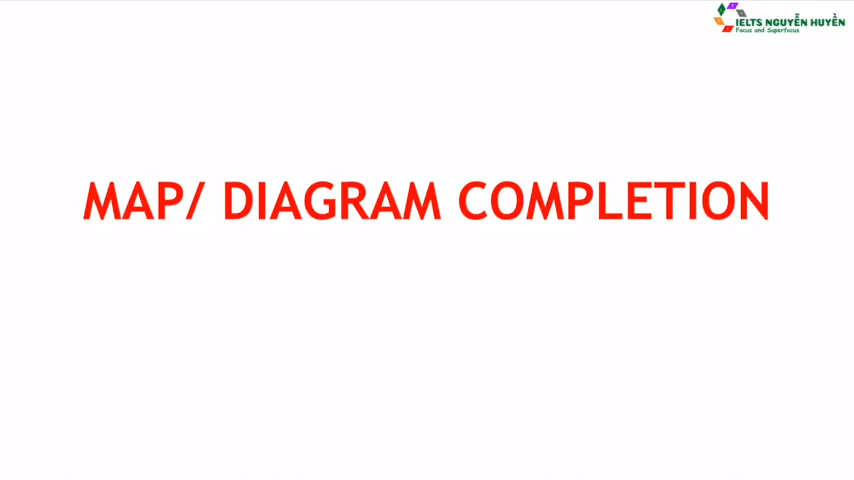 IELTS NGUYỄN HUYỀN
Focus and Superfocus
MAP/ DIAGRAM COMPLETION